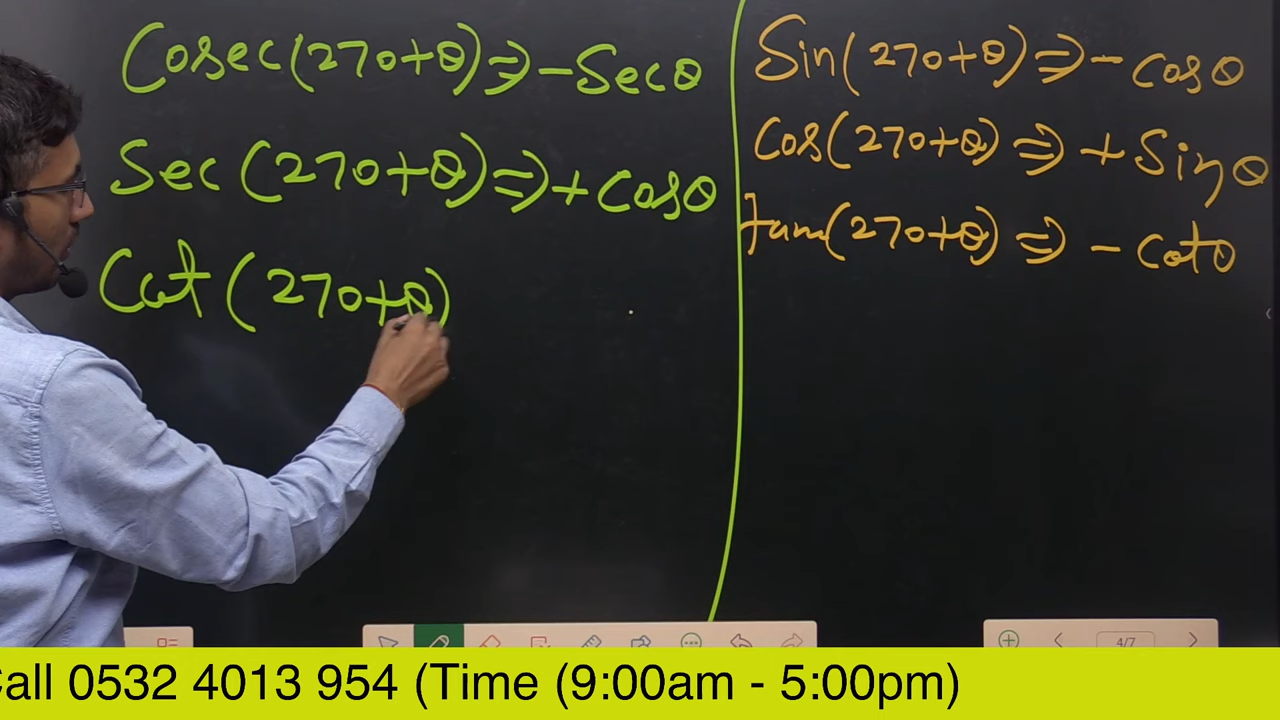 Cosec(270+θ)⇒-Secθ
Sec(270+θ)⇒+Cosθ
Cot(270+θ)
Sin(270+θ)⇒-cosθ
Cos(270+θ)⇒+Sinθ
tan(270+θ)⇒-Cotθ
4/7
Call 0532 4013 954 (Time (9:00am - 5:00pm)